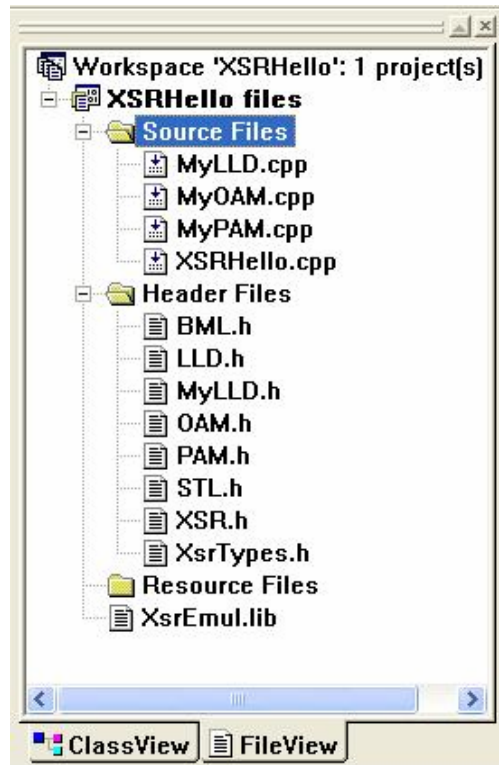 Workspace 'XSRHello': 1 project(s)
XSRHello files
Source Files
MyLLD.cpp
MyOAM.cpp
MyPAM.cpp
XSRHello.cpp
Header Files
BML.h
LLD.h
MyLLD.h
OAM.h
PAM.h
STL.h
XSR.h
XsrTypes.h
Resource Files
XsrEmul.lib
ClassView FileView